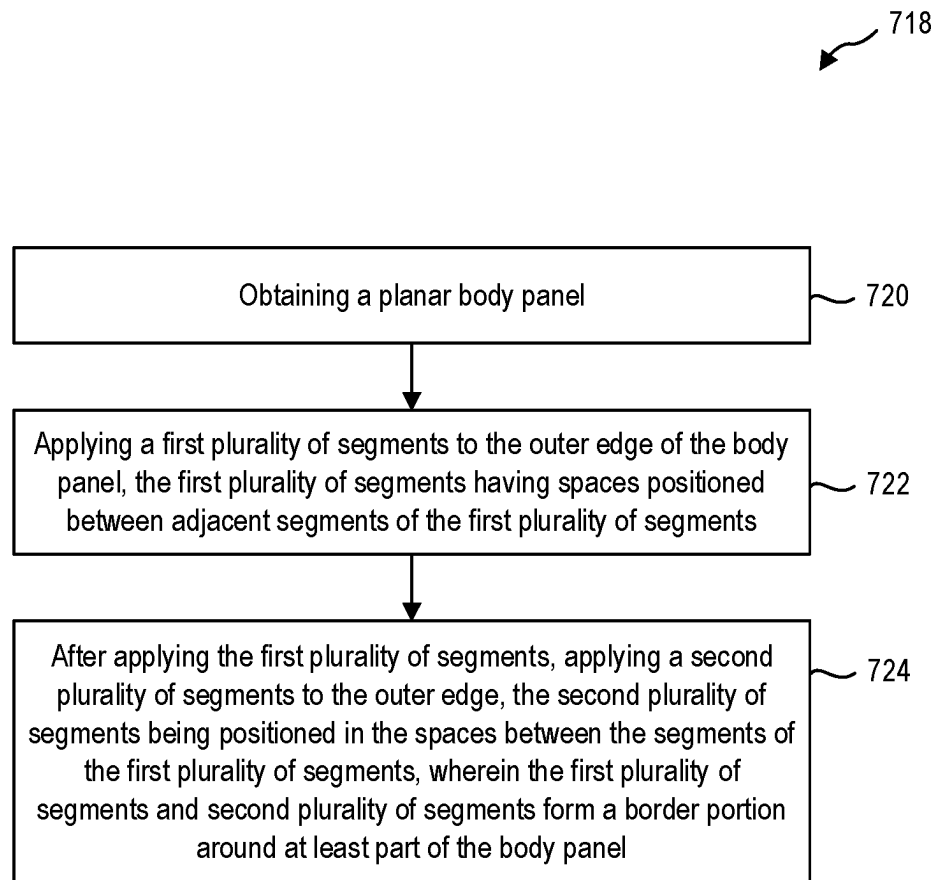 718
Obtaining a planar body panel
720
Applying a first plurality of segments to the outer edge of the body
panel, the first plurality of segments having spaces positioned
between adjacent segments of the first plurality of segments
722
After applying the first plurality of segments, applying a second
plurality of segments to the outer edge, the second plurality of
segments being positioned in the spaces between the segments of
the first plurality of segments, wherein the first plurality of
segments and second plurality of segments form a border portion
around at least part of the body panel
724